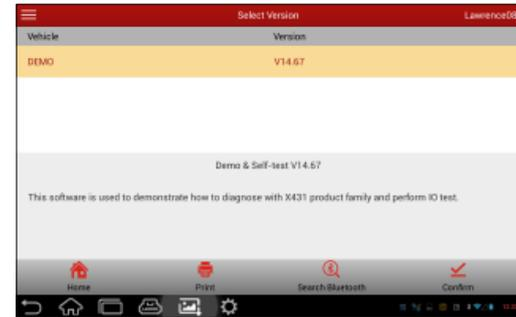 Select Version
Lawrence08
Vehicle Version
DEMO V14.67
Demo & Self-test V14.67
This software is used to demonstrate how to diagnose with X431 product family and perform IO test.
Home Print Search Bluetooth Confirm